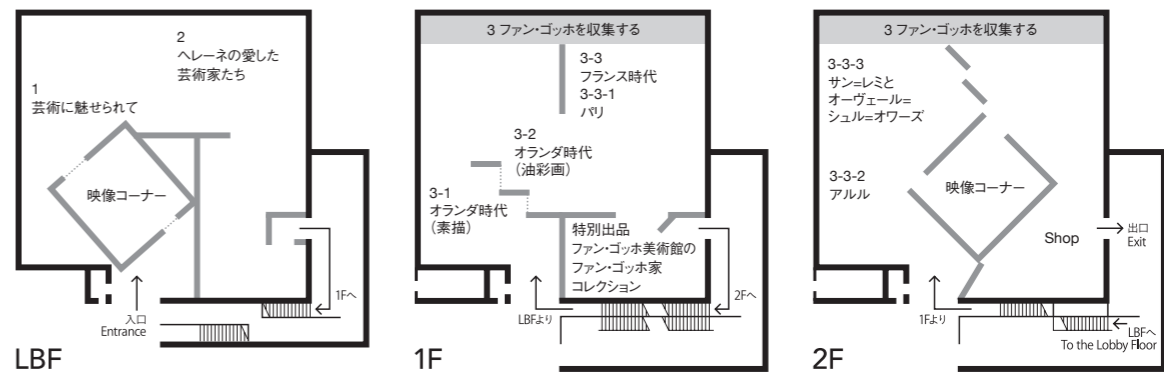 2
ヘレーネの愛した
芸術家たち
1
芸術に魅せられて
映像コーナー
1Fへ
入口
Entrance
LBF
3 ファン・ゴッホを収集する
3-3
フランス時代
3-3-1
パリ
3-2
オランダ時代
（油彩画）
3-1
オランダ時代
（素描）
特別出品
ファン・ゴッホ美術館の
ファン・ゴッホ家
コレクション
2Fへ
LBFより
1F
3 ファン・ゴッホを収集する
3-3-3
サン=レミと
オーヴェール=
シュル=オワーズ
3-3-2
アルル
映像コーナー
Shop
出口
Exit
1Fより
LBFへ
To the Lobby Floor
2F